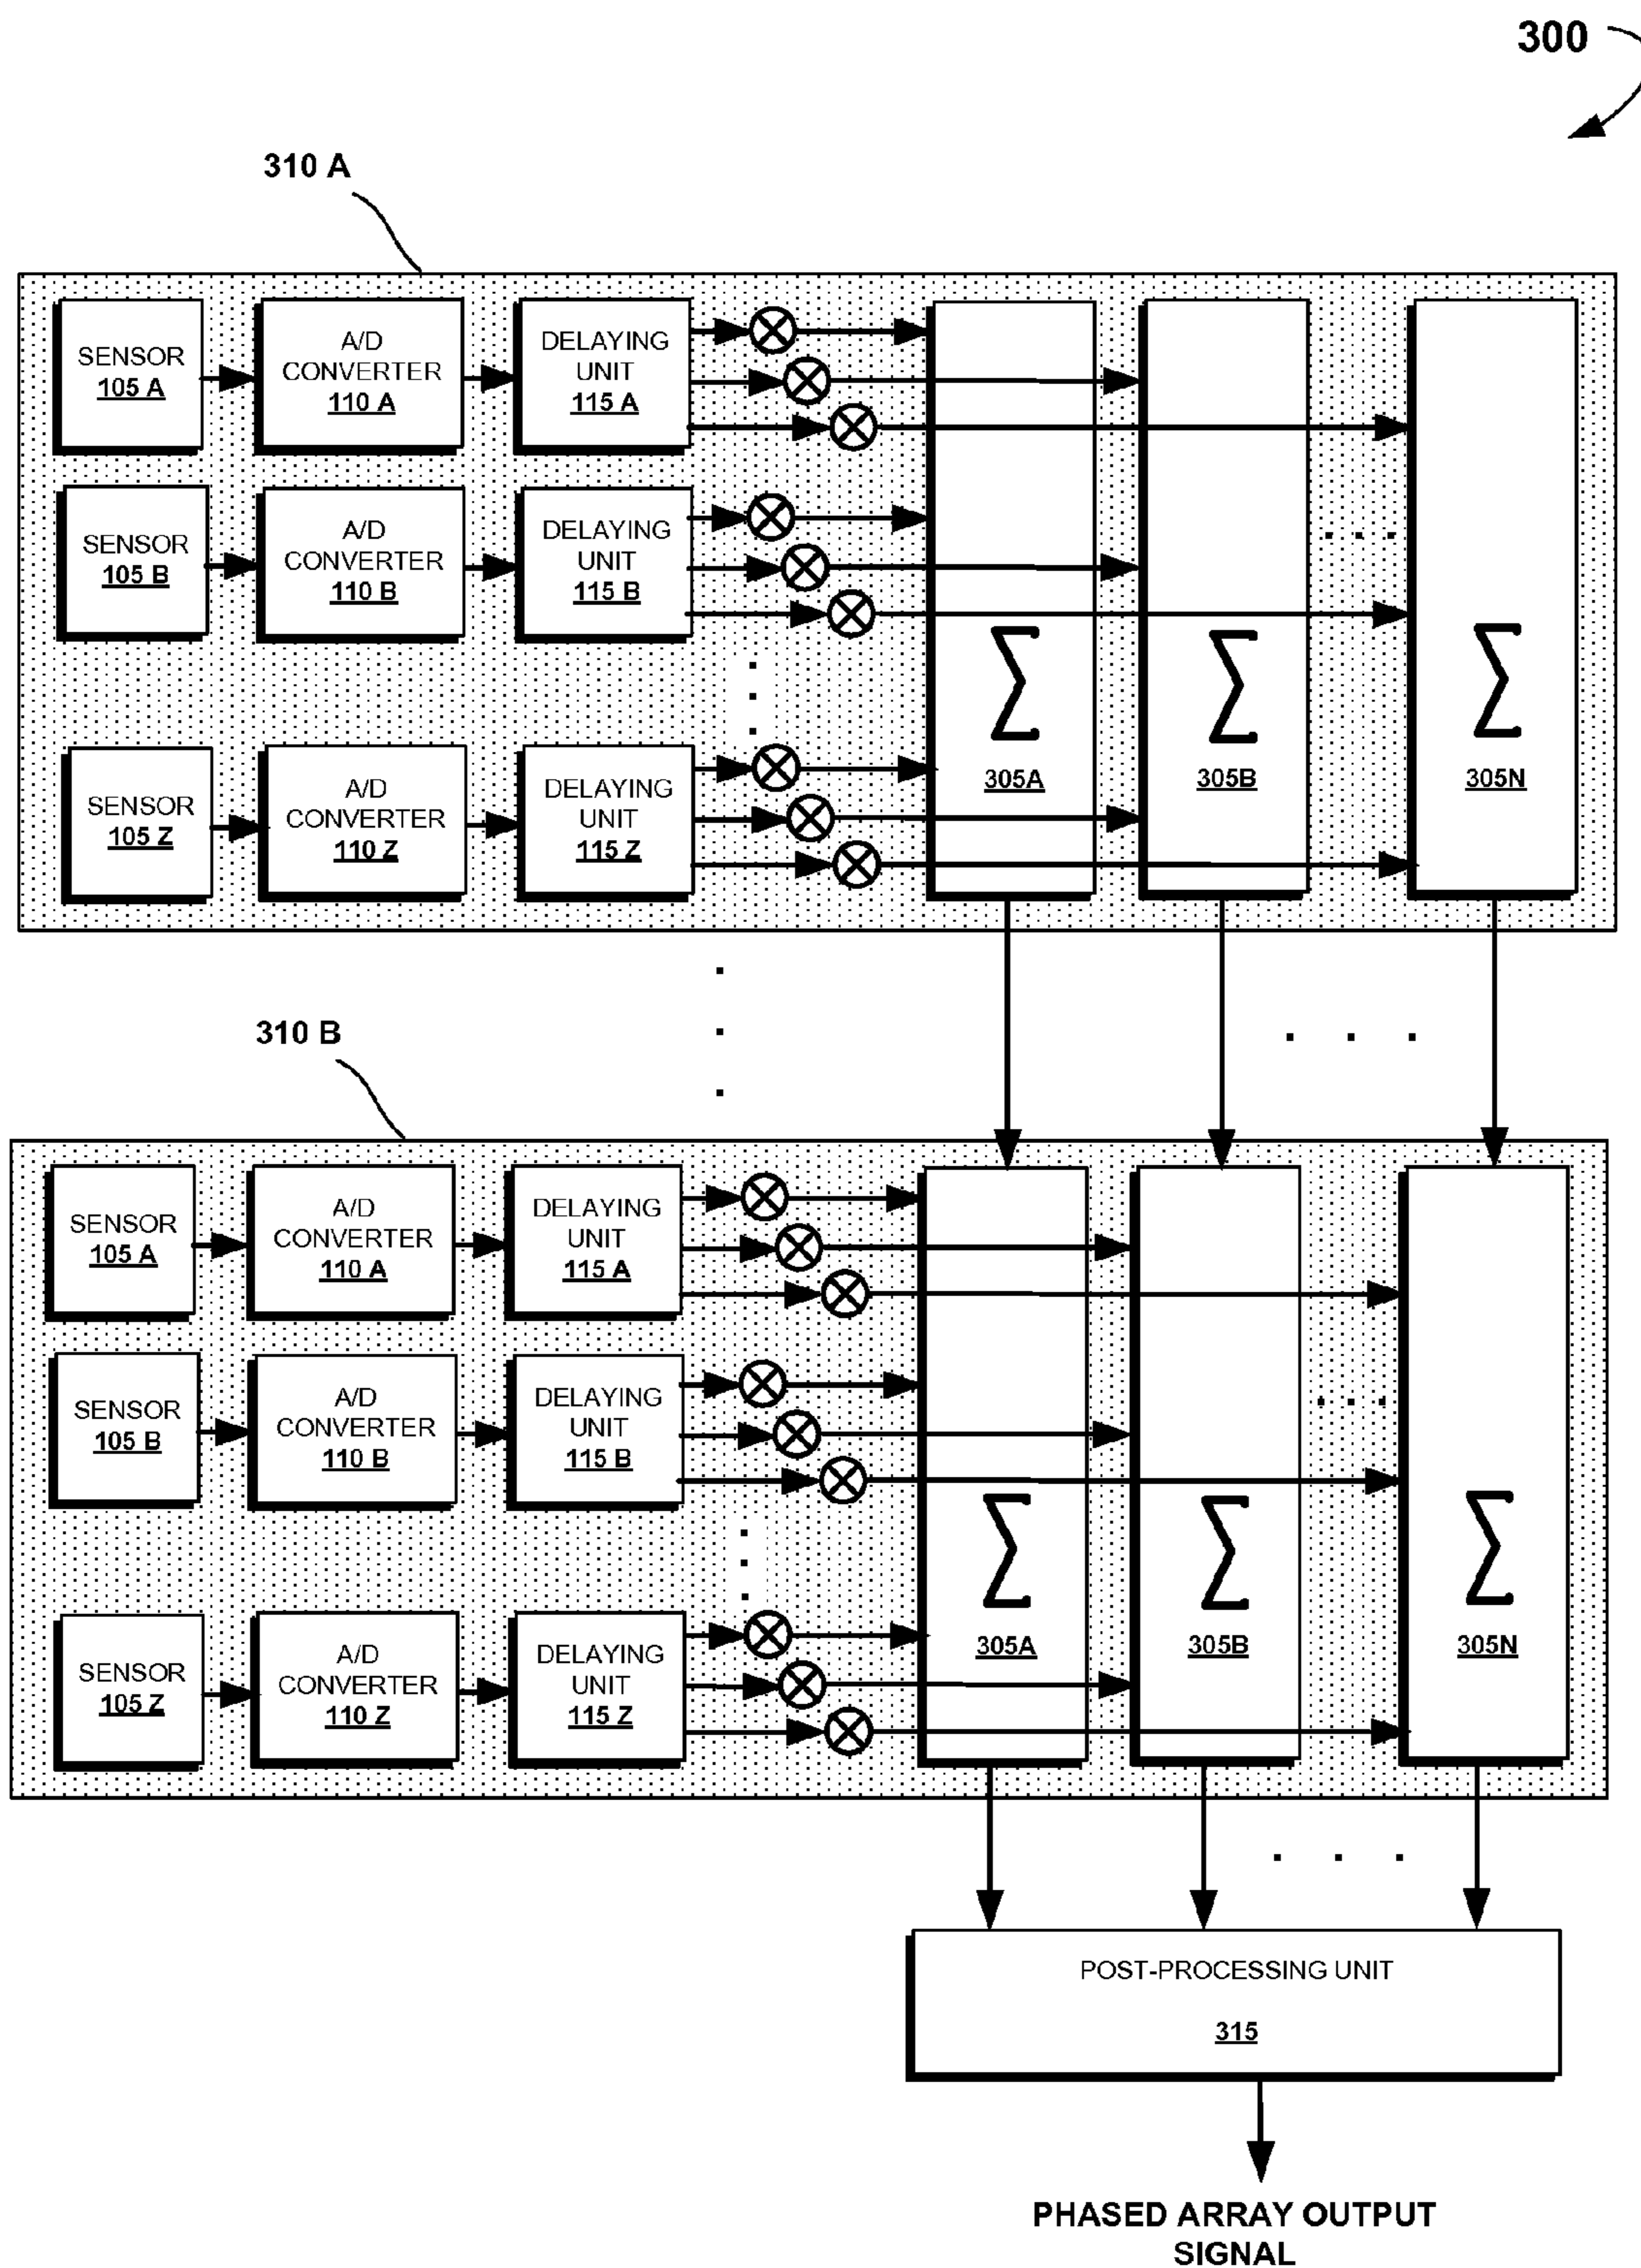 300
310 A
SENSOR
105 A
A/D
CONVERTER
110 A
DELAYING
UNIT
115 A
SENSOR
105 B
A/D
CONVERTER
110 B
DELAYING
UNIT
115 B
SENSOR
105 Z
A/D
CONVERTER
110 Z
DELAYING
UNIT
115 Z
∑
305A
∑
305B
∑
305N
310 B
SENSOR
105 A
A/D
CONVERTER
110 A
DELAYING
UNIT
115 A
SENSOR
105 B
A/D
CONVERTER
110 B
DELAYING
UNIT
115 B
SENSOR
105 Z
A/D
CONVERTER
110 Z
DELAYING
UNIT
115 Z
∑
305A
∑
305B
∑
305N
POST-PROCESSING UNIT
315
PHASED ARRAY OUTPUT
SIGNAL